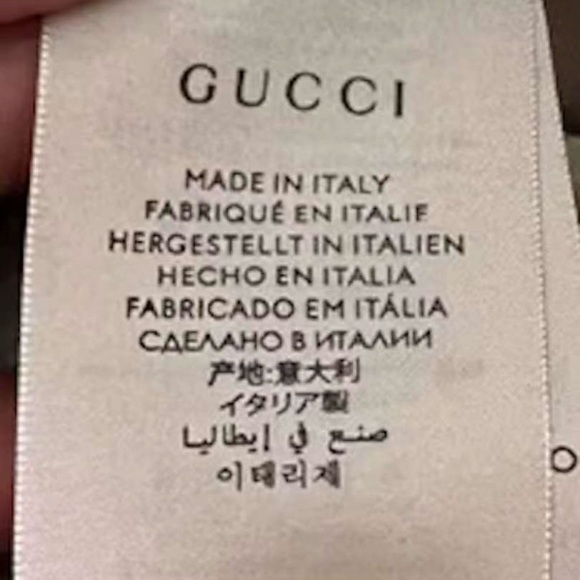 GUCCI
MADE IN ITALY
FABRIQUÉ EN ITALIE
HERGESTELLT IN ITALIEN
HECHO EN ITALIA
FABRICADO EM ITÁLIA
СДЕЛАНО В ИТАЛИИ
产地:意大利
イタリア製
صنع في إيطاليا
이태리제
O